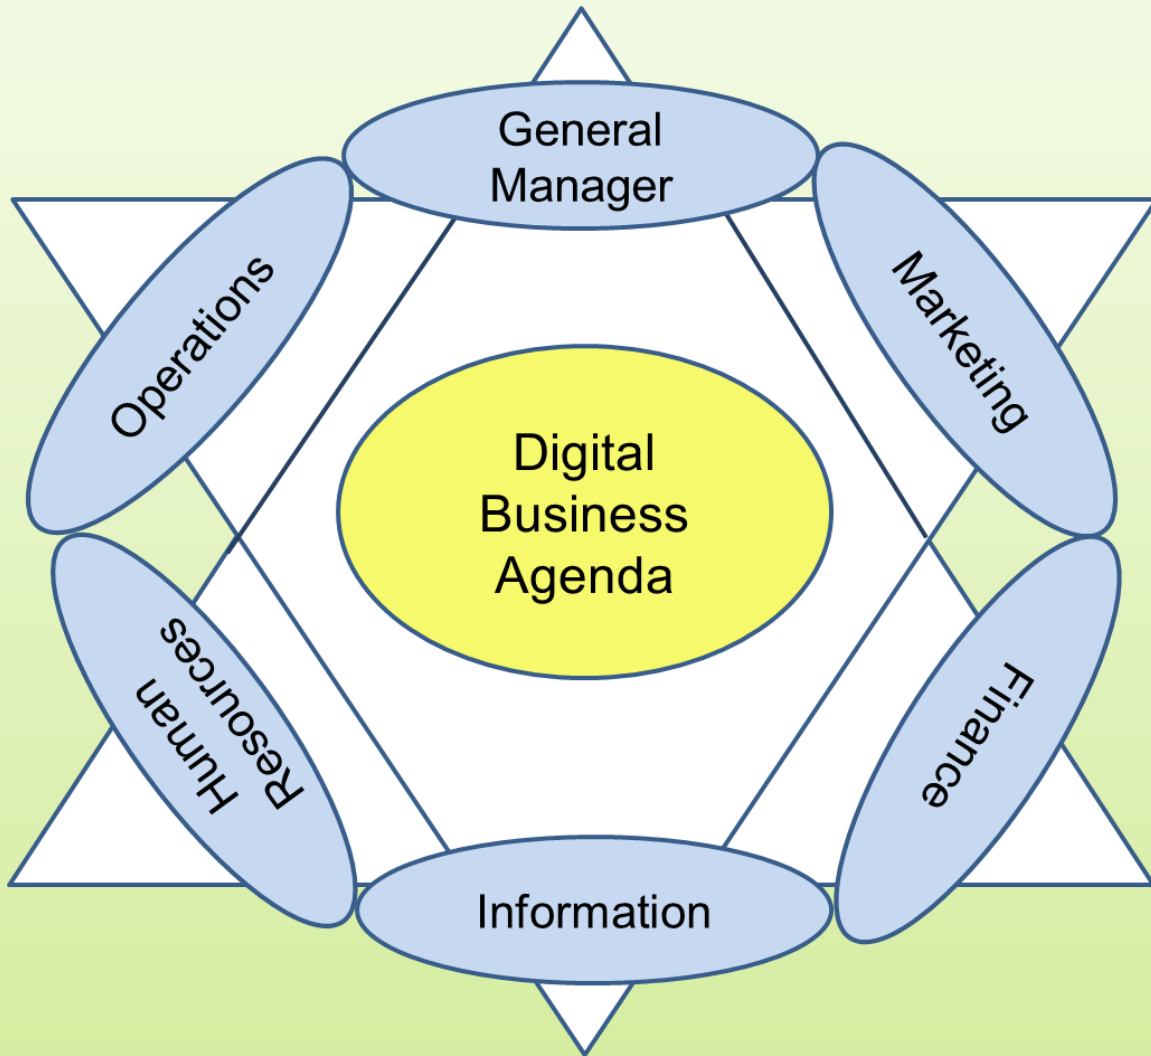 General
Manager
Operations
Marketing
Digital
Business
Agenda
Human
Resources
Finance
Information